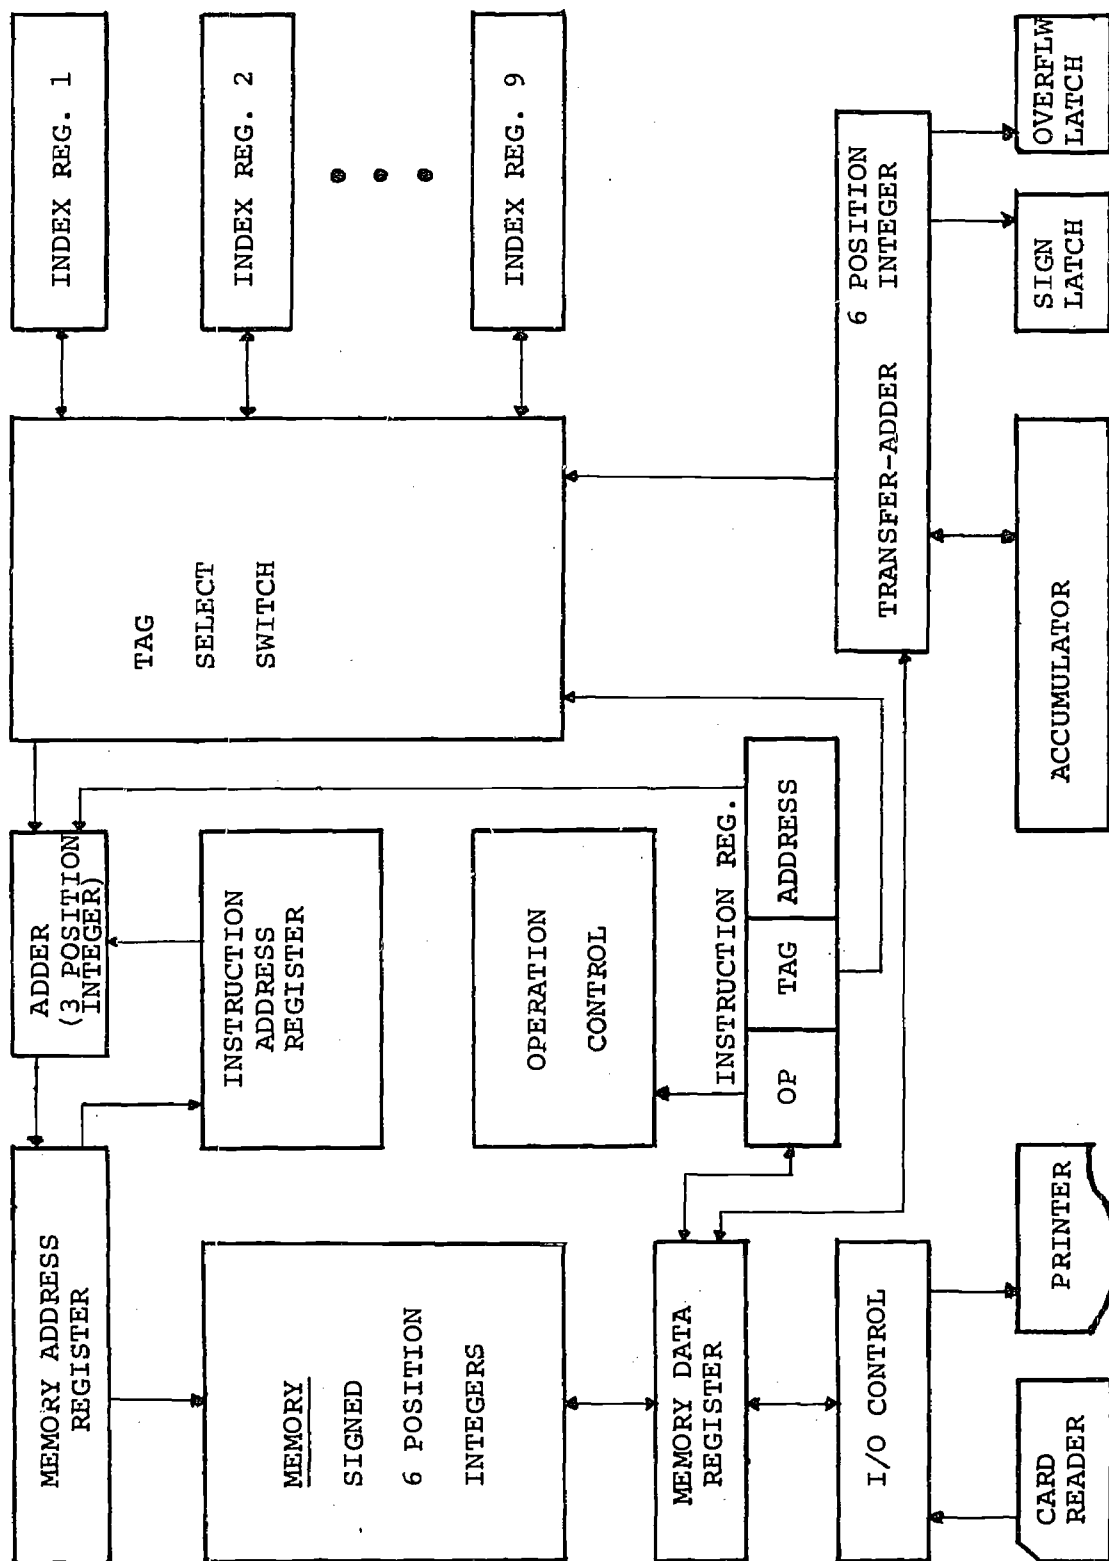 MEMORY ADDRESS
REGISTER
ADDER
(3 POSITION
INTEGER)
INDEX REG. 1
INSTRUCTION
ADDRESS
REGISTER
TAG
SELECT
SWITCH
INDEX REG. 2
MEMORY
SIGNED
6 POSITION
INTEGERS
OPERATION
CONTROL
INDEX REG. 9
MEMORY DATA
REGISTER
INSTRUCTION REG.
OP
TAG
ADDRESS
I/O CONTROL
6 POSITION
TRANSFER-ADDER INTEGER
CARD
READER
PRINTER
ACCUMULATOR
SIGN
LATCH
OVERFLW
LATCH